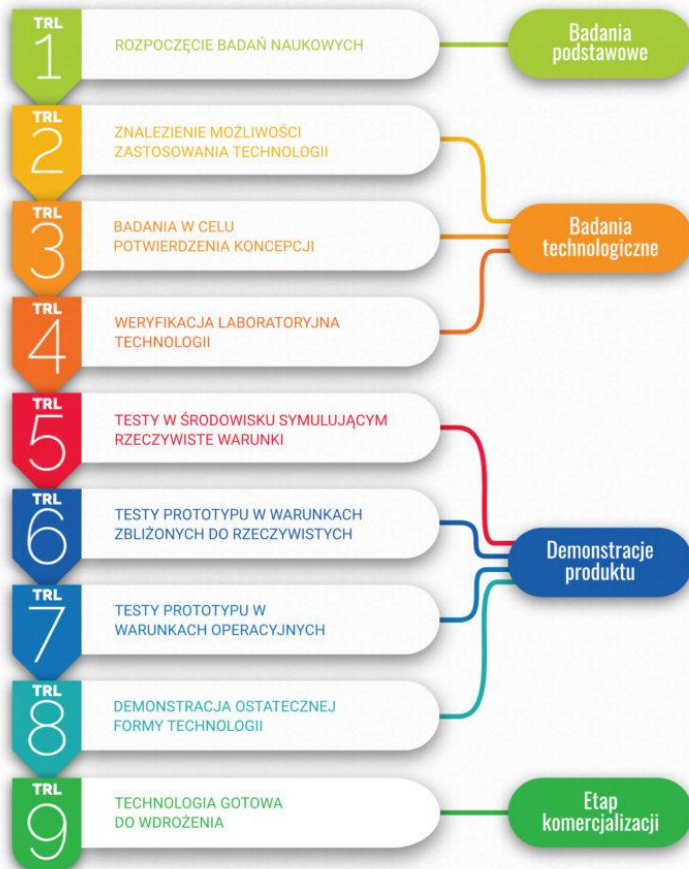 TRL
1
ROZPOCZĘCIE BADAŃ NAUKOWYCH
Badania
podstawowe
TRL
2
ZNALEZIENIE MOŻLIWOŚCI
ZASTOSOWANIA TECHNOLOGII
TRL
3
BADANIA W CELU
POTWIERDZENIA KONCEPCJI
Badania
technologiczne
TRL
4
WERYFIKACJA LABORATORYJNA
TECHNOLOGII
TRL
5
TESTY W ŚRODOWISKU SYMULUJĄCYM
RZECZYWISTE WARUNKI
TRL
6
TESTY PROTOTYPU W WARUNKACH
ZBLIŻONYCH DO RZECZYWISTYCH
Demonstracje
produktu
TRL
7
TESTY PROTOTYPU W
WARUNKACH OPERACYJNYCH
TRL
8
DEMONSTRACJA OSTATECZNEJ
FORMY TECHNOLOGII
TRL
9
TECHNOLOGIA GOTOWA
DO WDROŻENIA
Etap
komercjalizacji